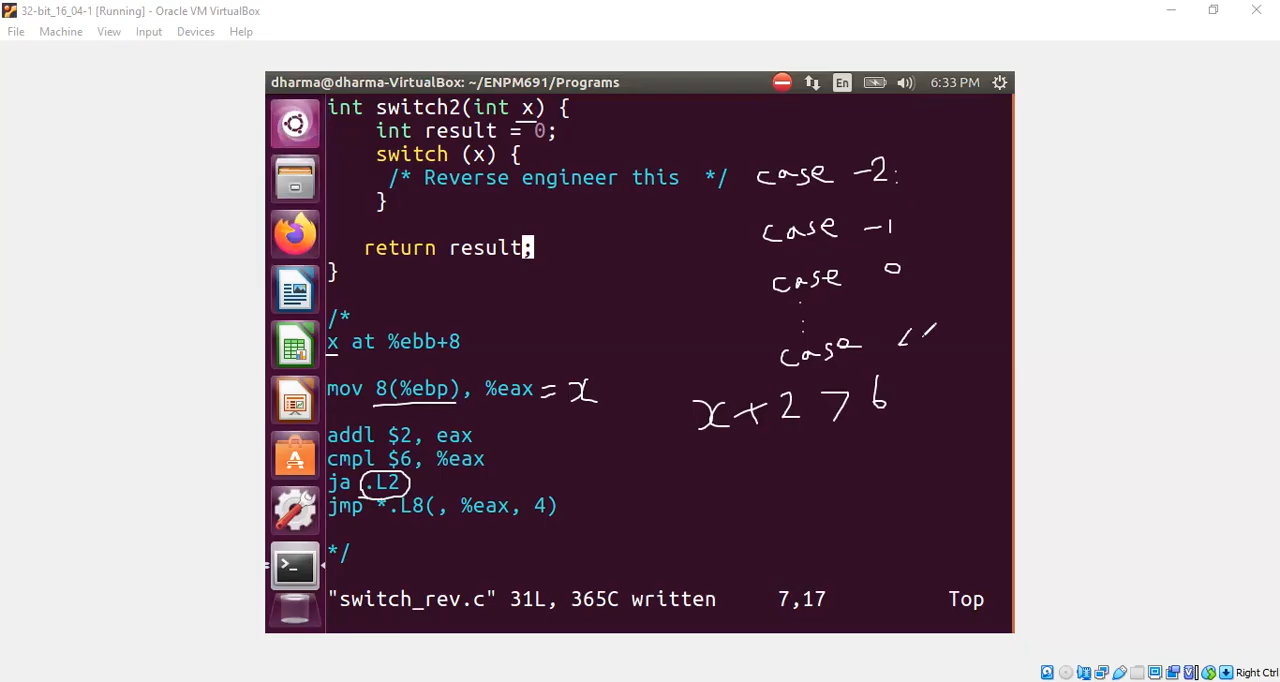 32-bit_16_04-1 [Running] - Oracle VM VirtualBox
File Machine View Input Devices Help
dharma@dharma-VirtualBox: ~/ENPM691/Programs En 6:33 PM
int switch2(int x) {
int result = 0;
switch (x) {
/* Reverse engineer this */ case -2:
}
case -1
return result;
case 0
}
/*
x at %ebb+8
case
mov 8(%ebp), %eax = x
x + 2 > 6
addl $2, eax
cmpl $6, %eax
ja .L2
jmp *.L8(, %eax, 4)
*/
"switch_rev.c" 31L, 365C written 7,17 Top
Right Ctrl